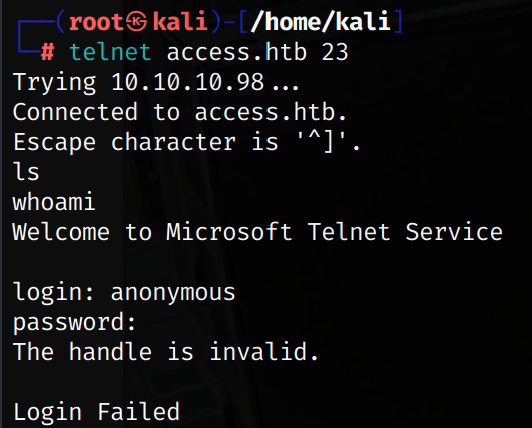 ┌──(root㉿kali)-[/home/kali]
└─# telnet access.htb 23
Trying 10.10.10.98...
Connected to access.htb.
Escape character is '^]'.
ls
whoami
Welcome to Microsoft Telnet Service
login: anonymous
password:
The handle is invalid.
Login Failed